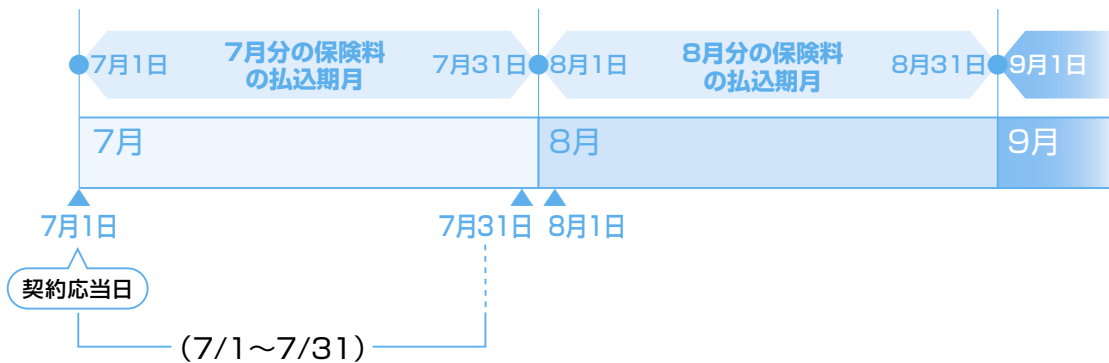 7月1日
7月分の保険料
の払込期月
7月31日
8月1日
8月分の保険料
の払込期月
8月31日
9月1日
7月
8月
9月
7月1日
7月31日
8月1日
契約応当日
(7/1〜7/31)